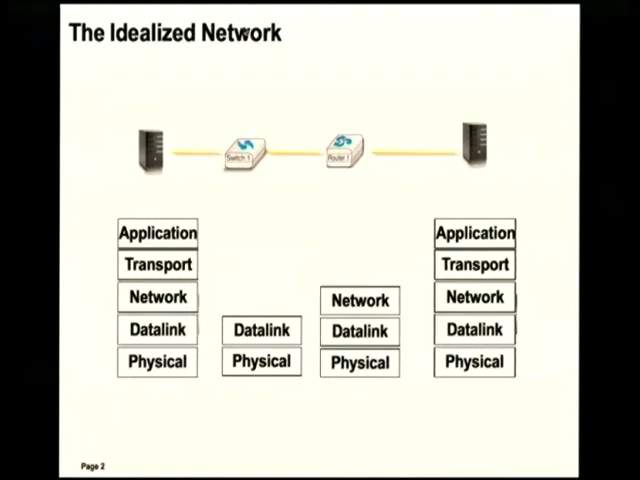 The Idealized Network
Switch 1
Router 1
Application
Transport
Network
Datalink
Physical
Datalink
Physical
Network
Datalink
Physical
Application
Transport
Network
Datalink
Physical
Page 2